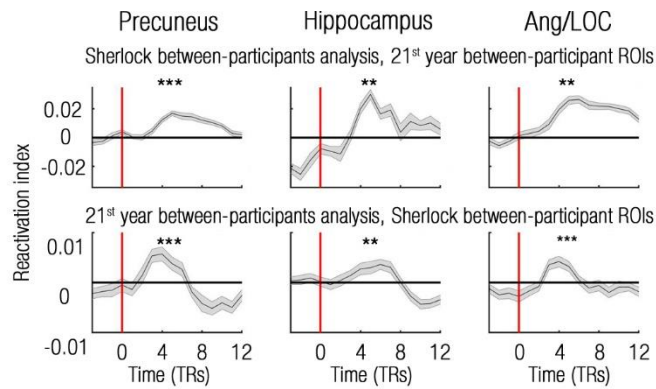 Precuneus Hippocampus Ang/LOC
Sherlock between-participants analysis, 21st year between-participant ROIs
*** ** **
0.02
0
-0.02
Reactivation index
21st year between-participants analysis, Sherlock between-participant ROIs
*** ** ***
0.01
0
-0.01
0 4 8 12 0 4 8 12 0 4 8 12
Time (TRs) Time (TRs) Time (TRs)